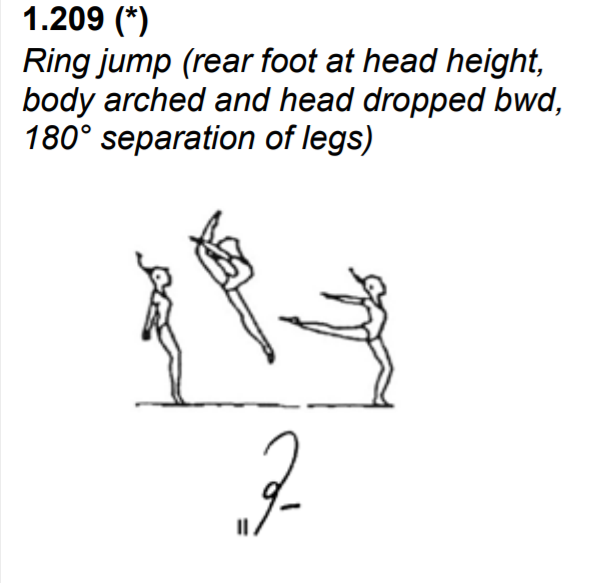 1.209 (*)
Ring jump (rear foot at head height,
body arched and head dropped bwd,
180° separation of legs)